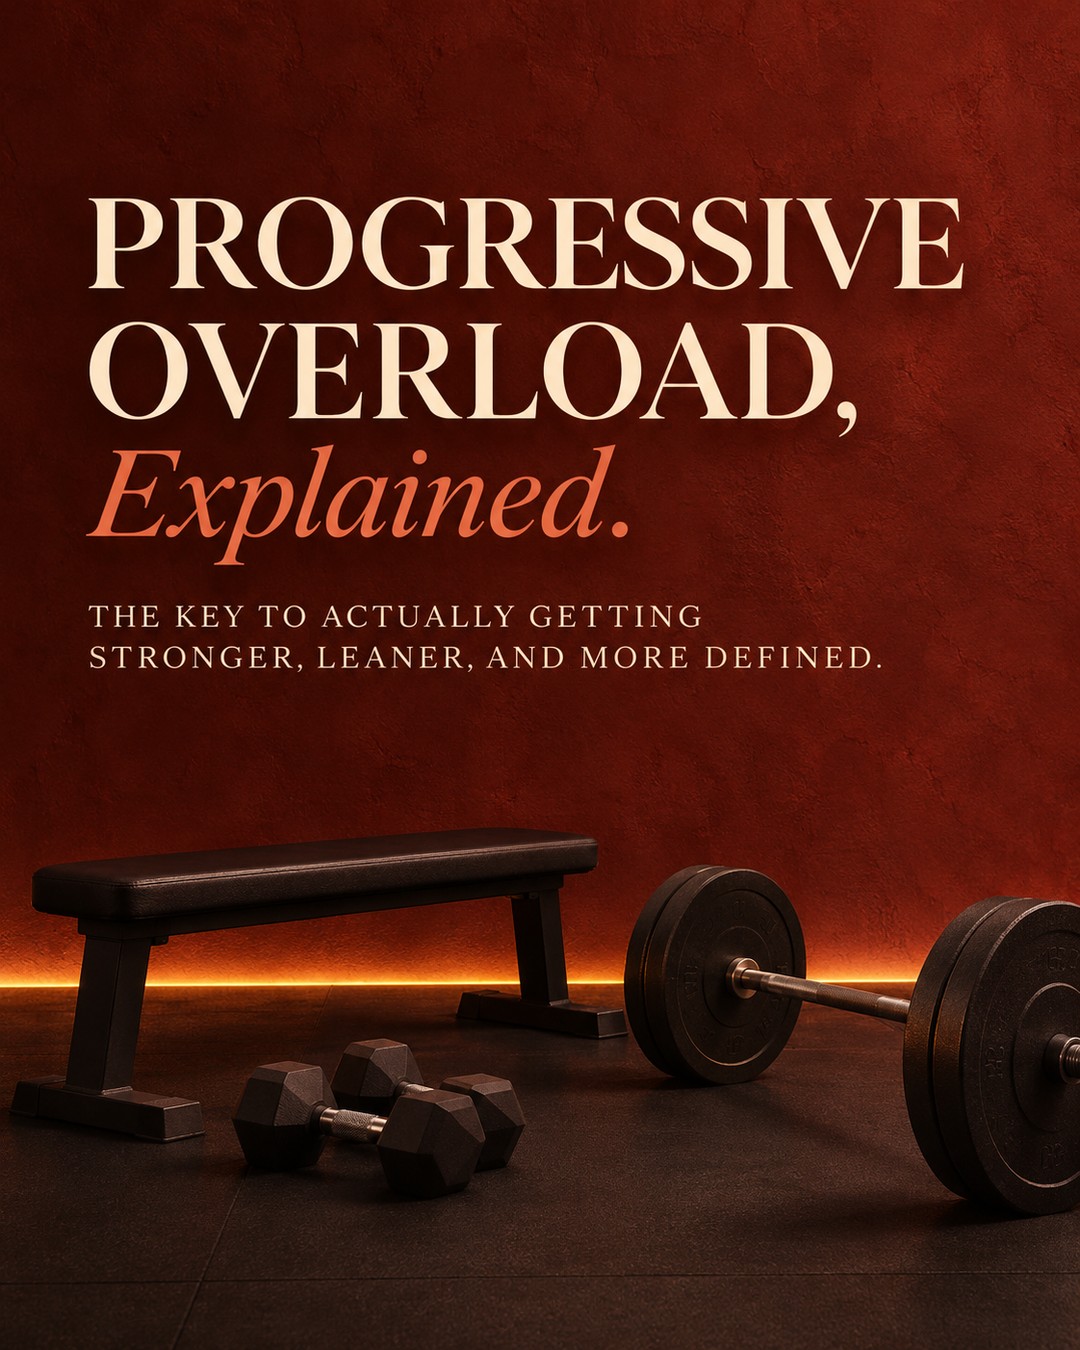 PROGRESSIVE
OVERLOAD,
Explained.
THE KEY TO ACTUALLY GETTING
STRONGER, LEANER, AND MORE DEFINED.